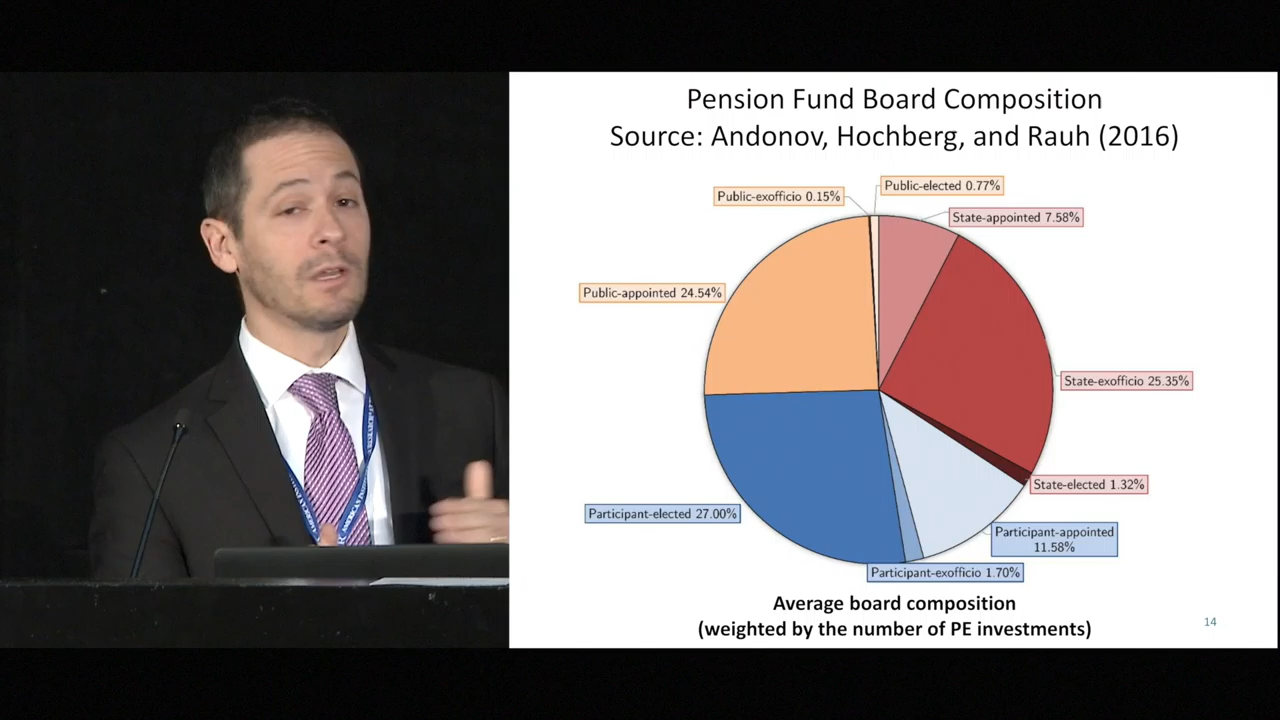 Pension Fund Board Composition
Source: Andonov, Hochberg, and Rauh (2016)
Public-exofficio 0.15%
Public-elected 0.77%
State-appointed 7.58%
Public-appointed 24.54%
State-exofficio 25.35%
State-elected 1.32%
Participant-elected 27.00%
Participant-appointed
11.58%
Participant-exofficio 1.70%
Average board composition
(weighted by the number of PE investments)
14